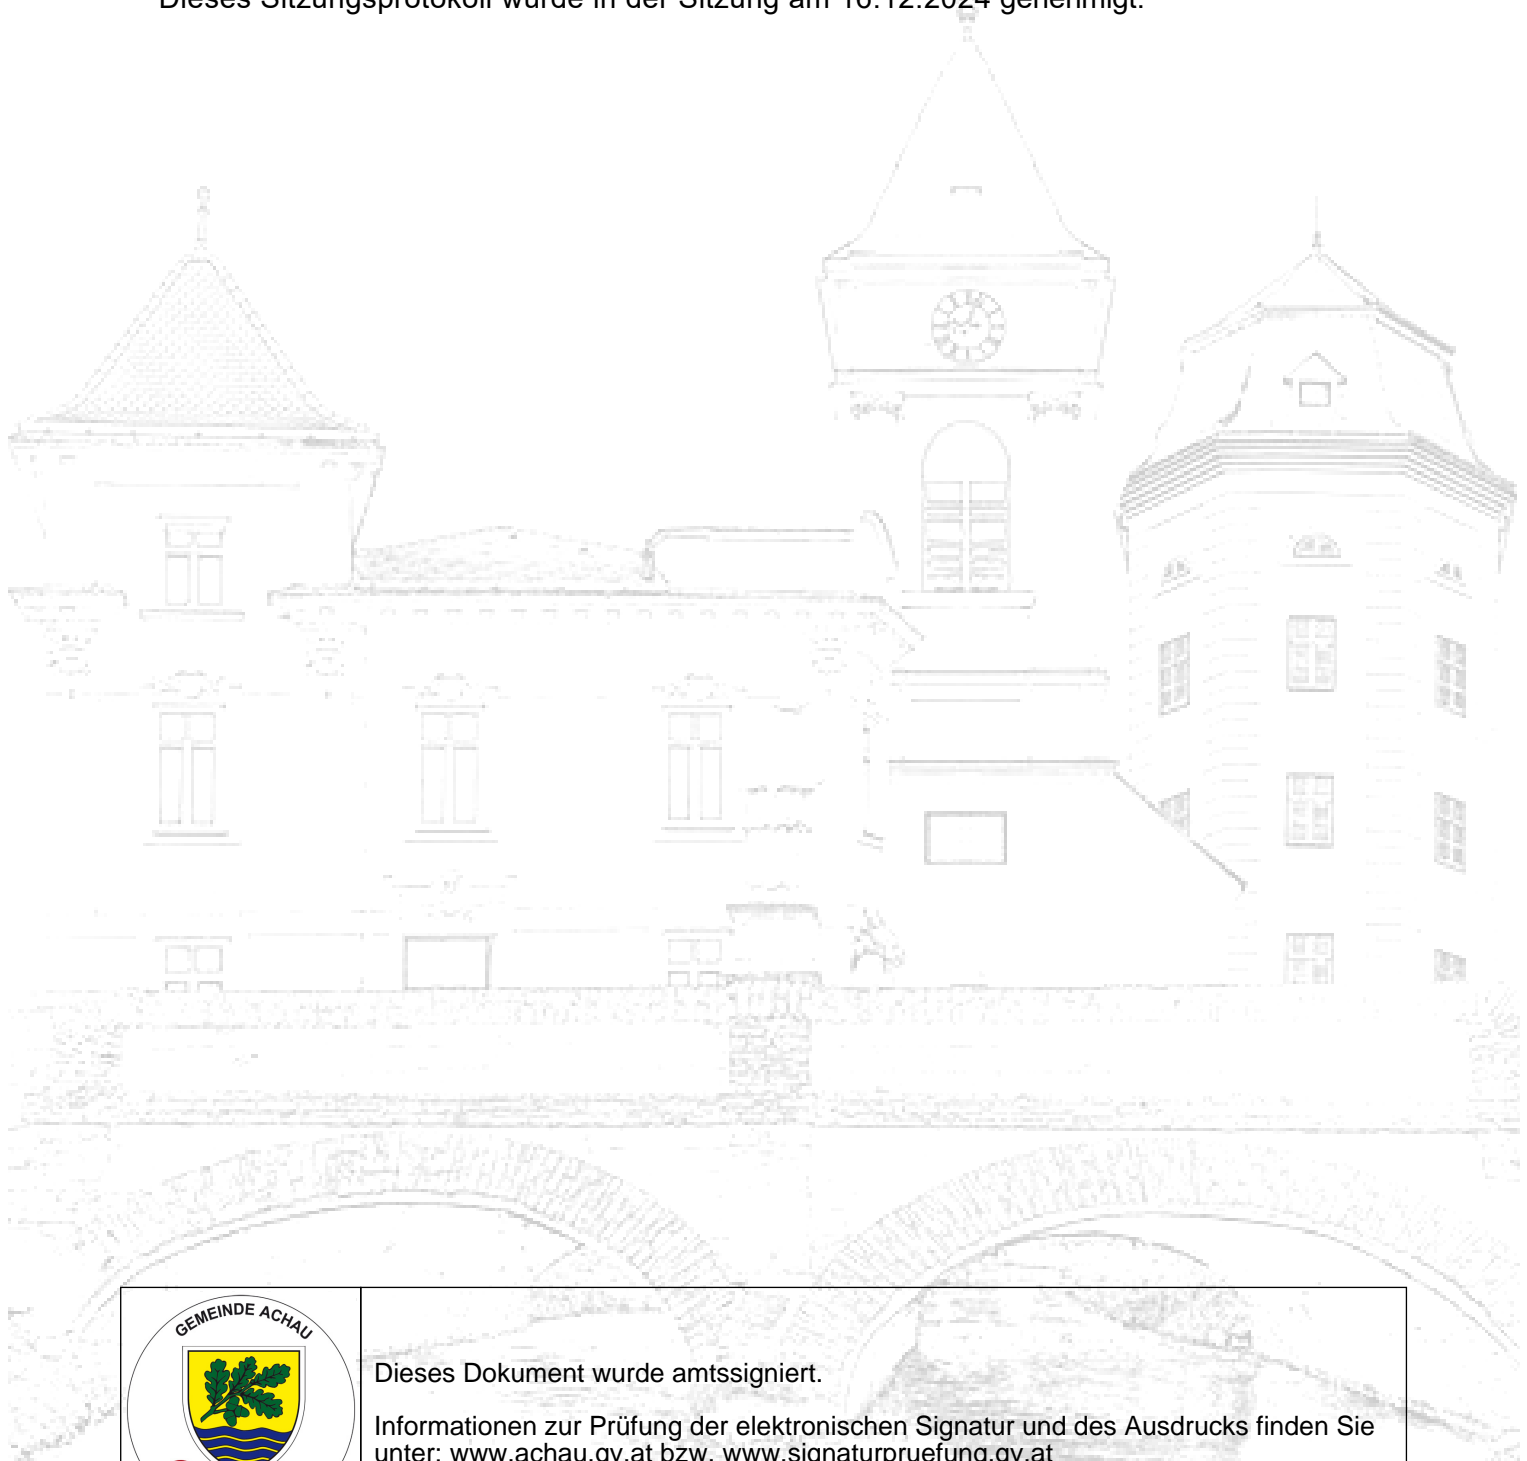 Dieses Sitzungsprotokoll wurde in der Sitzung am 16.12.2024 genehmigt.
GEMEINDE ACHAU
Dieses Dokument wurde amtssigniert.
Informationen zur Prüfung der elektronischen Signatur und des Ausdrucks finden Sie
unter: www.achau.gv.at bzw. www.signaturpruefung.gv.at